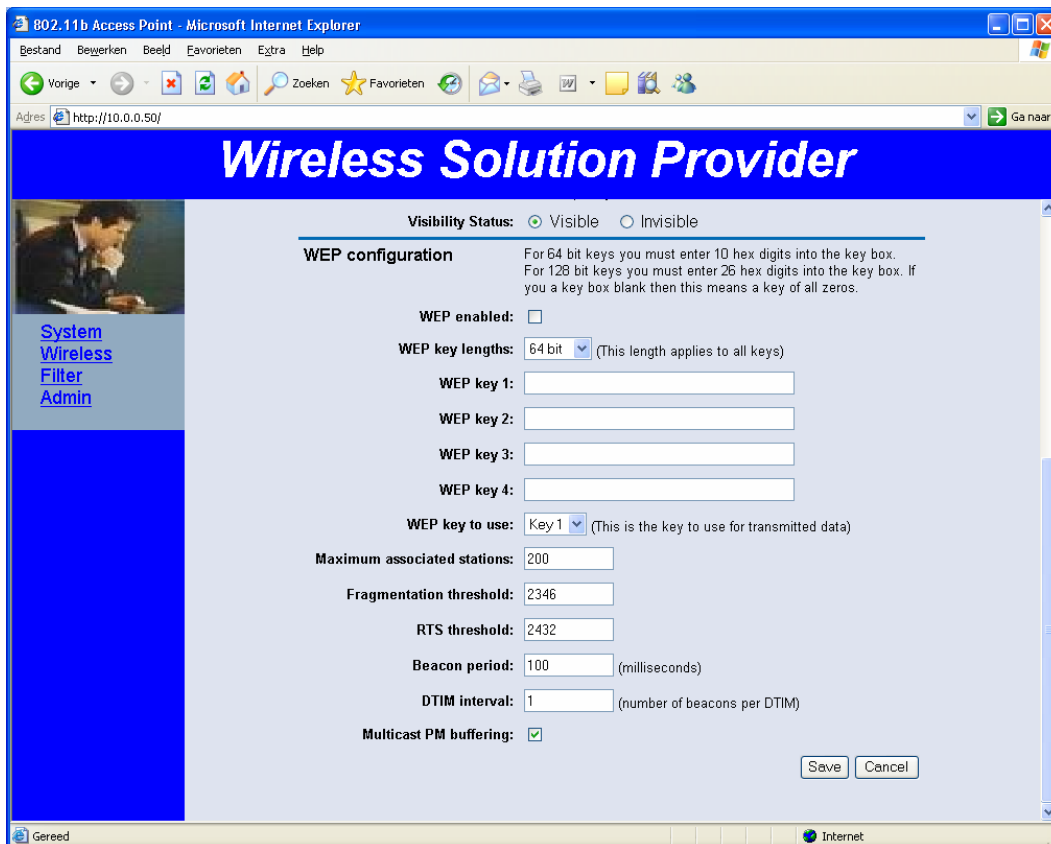 802.11b Access Point - Microsoft Internet Explorer
Bestand Bewerken Beeld Favorieten Extra Help
Vorige Zoeken Favorieten
Adres http://10.0.0.50/ Ga naar
Wireless Solution Provider
Visibility Status: Visible Invisible
WEP configuration
For 64 bit keys you must enter 10 hex digits into the key box.
For 128 bit keys you must enter 26 hex digits into the key box. If
you a key box blank then this means a key of all zeros.
System
Wireless
Filter
Admin
WEP enabled:
WEP key lengths: 64 bit (This length applies to all keys)
WEP key 1:
WEP key 2:
WEP key 3:
WEP key 4:
WEP key to use: Key 1 (This is the key to use for transmitted data)
Maximum associated stations: 200
Fragmentation threshold: 2346
RTS threshold: 2432
Beacon period: 100 (milliseconds)
DTIM interval: 1 (number of beacons per DTIM)
Multicast PM buffering:
Save Cancel
Gereed Internet